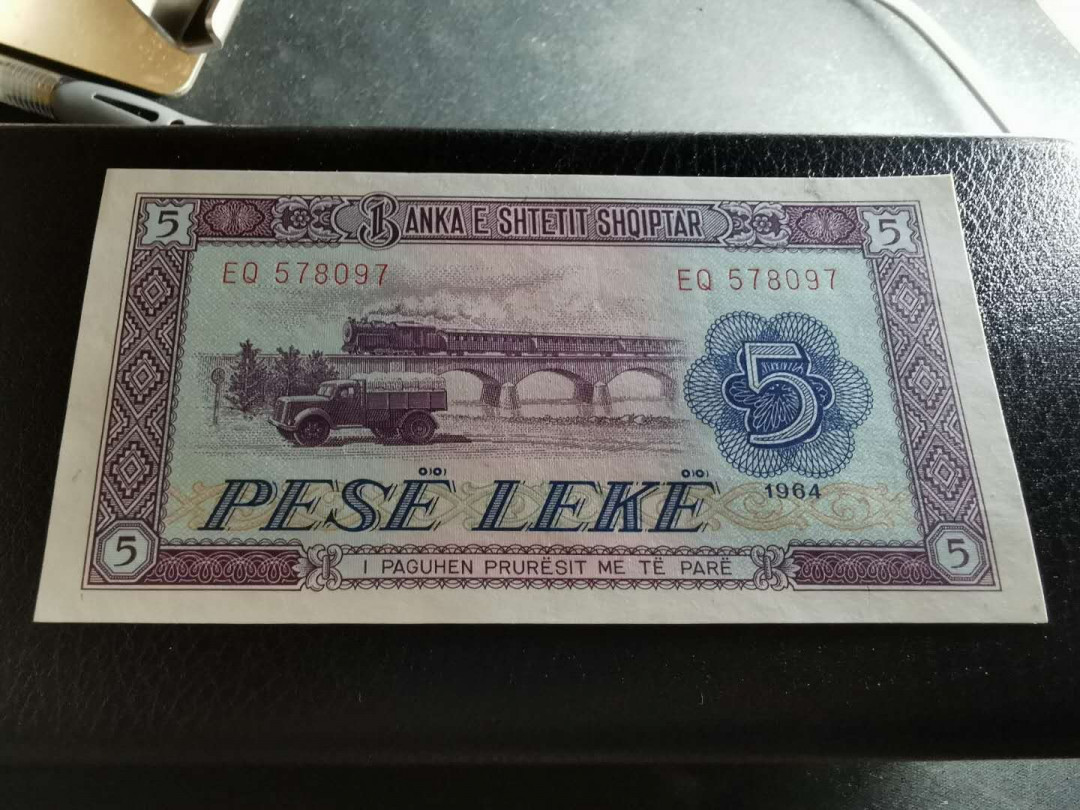 5 BANKA E SHTETIT SHQIPTAR 5
EQ 578097 EQ 578097
5
PESË LEKË 1964
5 I PAGUHEN PRURËSIT ME TË PARË 5